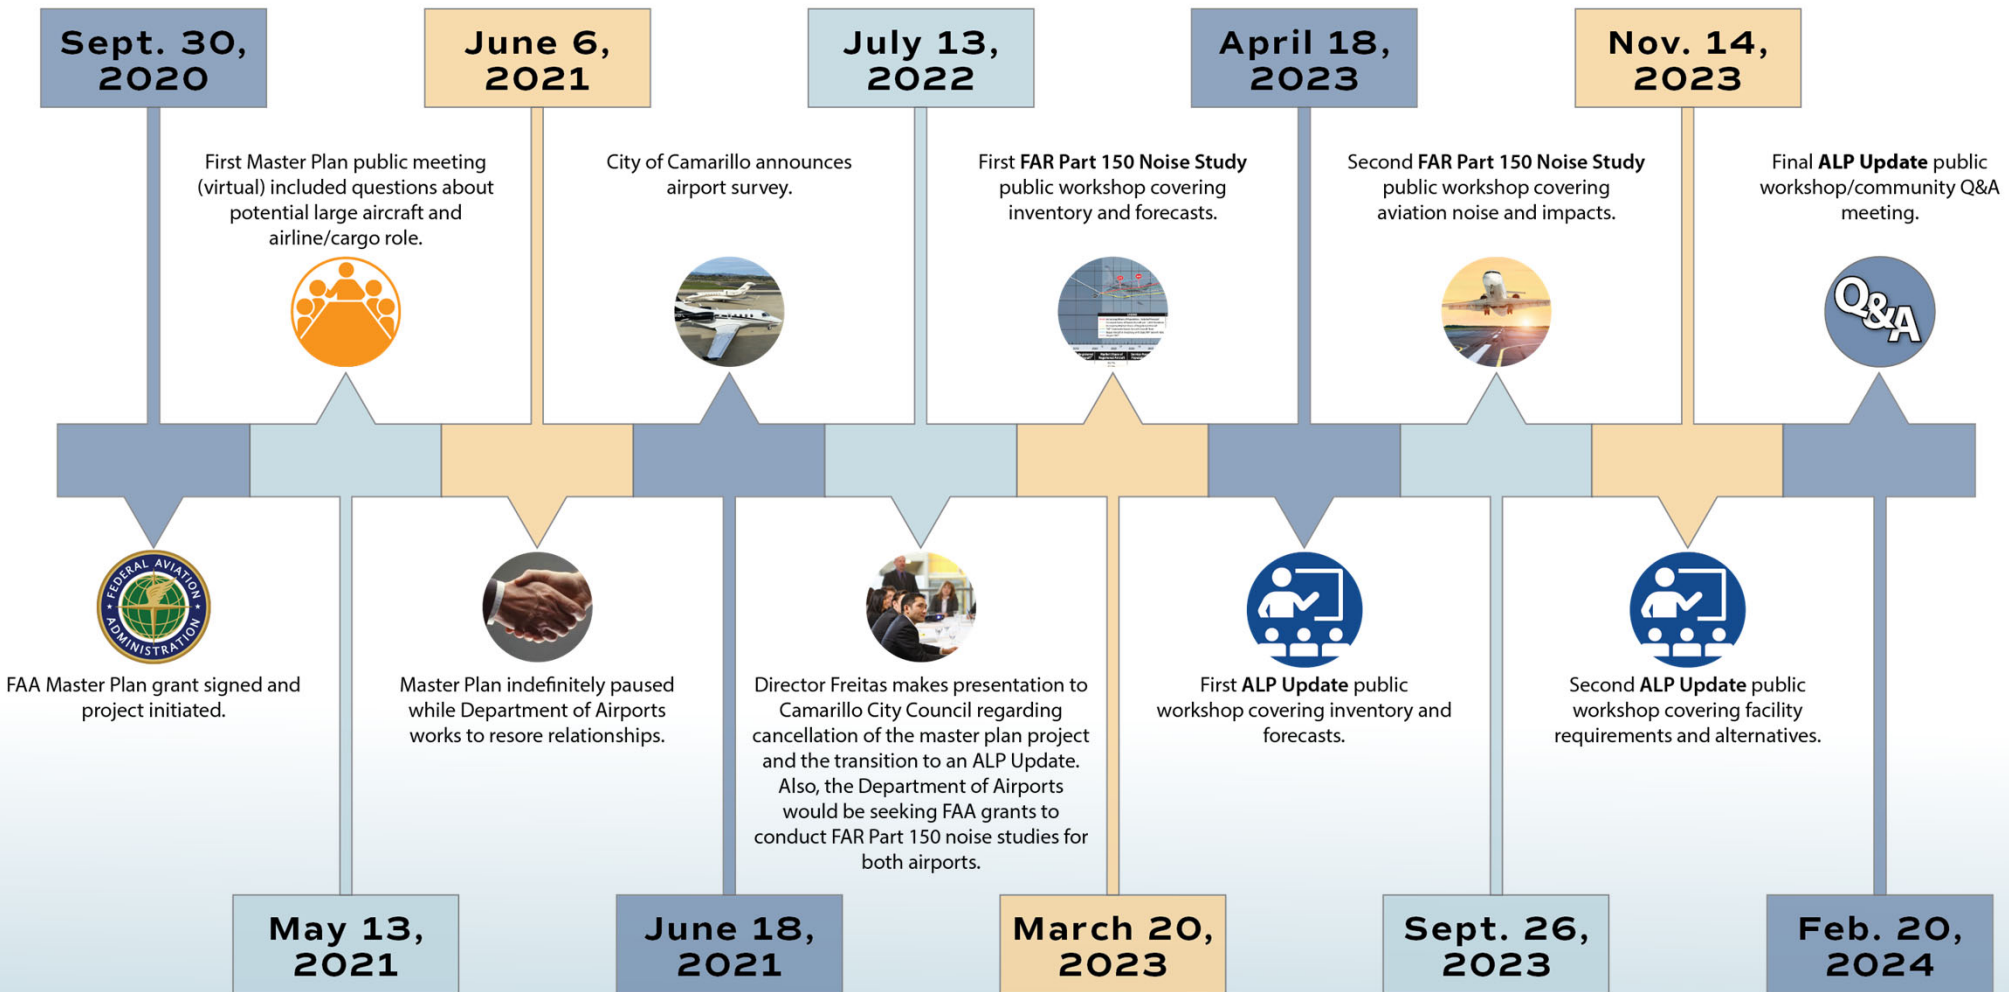 Sept. 30,
2020
June 6,
2021
July 13,
2022
April 18,
2023
Nov. 14,
2023
First Master Plan public meeting
(virtual) included questions about
potential large aircraft and
airline/cargo role.
City of Camarillo announces
airport survey.
First FAR Part 150 Noise Study
public workshop covering
inventory and forecasts.
Second FAR Part 150 Noise Study
public workshop covering
aviation noise and impacts.
Final ALP Update public
workshop/community Q&A
meeting.
Q&A
FEDERAL AVIATION
ADMINISTRATION
FAA Master Plan grant signed and
project initiated.
Master Plan indefinitely paused
while Department of Airports
works to resore relationships.
Director Freitas makes presentation to
Camarillo City Council regarding
cancellation of the master plan project
and the transition to an ALP Update.
Also, the Department of Airports
would be seeking FAA grants to
conduct FAR Part 150 noise studies for
both airports.
First ALP Update public
workshop covering inventory and
forecasts.
Second ALP Update public
workshop covering facility
requirements and alternatives.
May 13,
2021
June 18,
2021
March 20,
2023
Sept. 26,
2023
Feb. 20,
2024